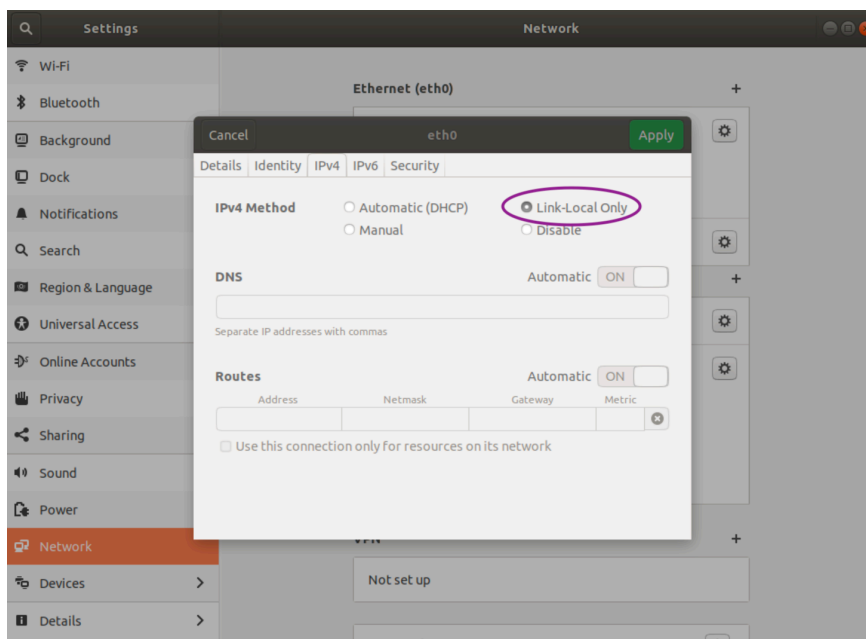 Settings
Network
Wi-Fi
Bluetooth
Background
Dock
Notifications
Search
Region & Language
Universal Access
Online Accounts
Privacy
Sharing
Sound
Power
Network
Devices
Details
Ethernet (eth0)
Cancel
eth0
Apply
Details Identity IPv4 IPv6 Security
IPv4 Method
Automatic (DHCP)
Link-Local Only
Manual
Disable
DNS
Automatic ON
Separate IP addresses with commas
Routes
Automatic ON
Address Netmask Gateway Metric
Use this connection only for resources on its network
VPN
Not set up